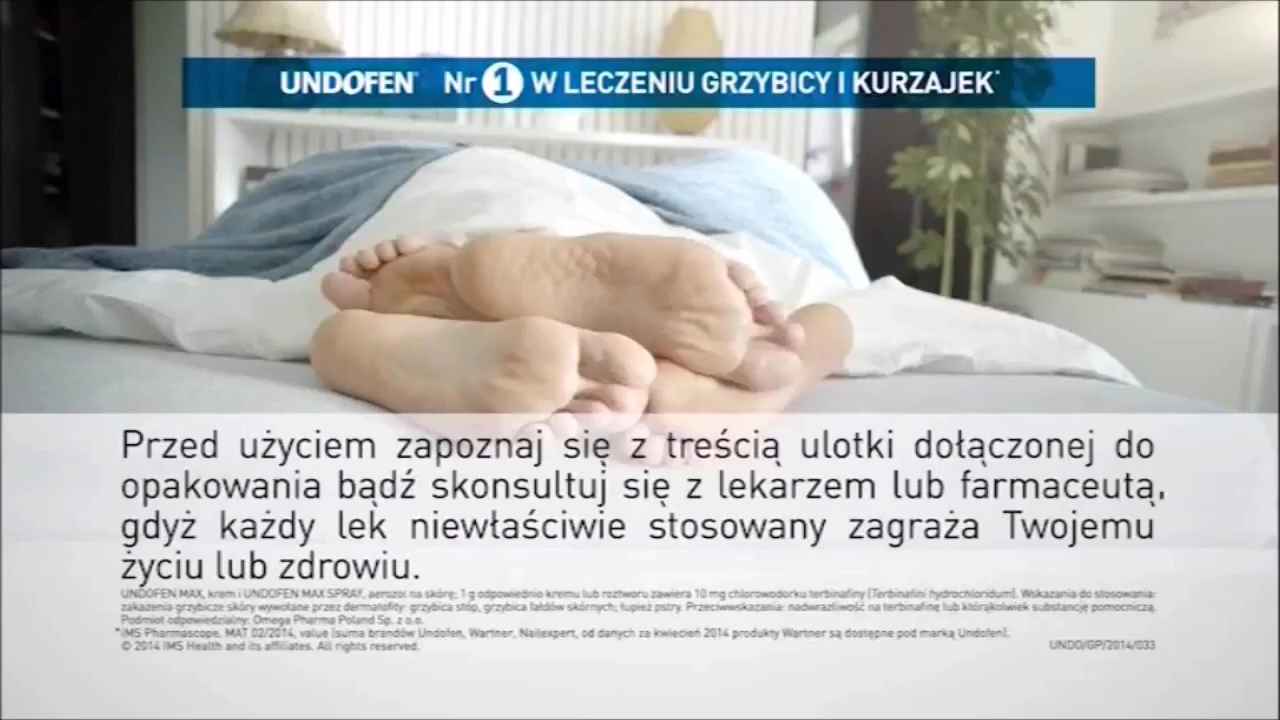 UNDOFEN® Nr 1 W LECZENIU GRZYBICY I KURZAJEK*
Przed użyciem zapoznaj się z treścią ulotki dołączonej do
opakowania bądź skonsultuj się z lekarzem lub farmaceutą,
gdyż każdy lek niewłaściwie stosowany zagraża Twojemu
życiu lub zdrowiu.
UNDOFEN MAX, krem i UNDOFEN MAX SPRAY, aerozol na skórę; 1 g odpowiednio kremu lub roztworu zawiera 10 mg chlorowodorku terbinafiny (Terbinafini hydrochloridum). Wskazania do stosowania:
zakażenia grzybicze skóry wywołane przez dermatofity: grzybica stóp, grzybica fałdów skórnych; łupież pstry. Przeciwwskazania: nadwrażliwość na terbinafinę lub którąkolwiek substancję pomocniczą.
Podmiot odpowiedzialny: Omega Pharma Poland Sp. z o.o.
*IMS Pharmascope, MAT 02/2014, value (suma brandów Undofen, Wartner, Nailexpert, od danych za kwiecień 2014 produkty Wartner są dostępne pod marką Undofen).
© 2014 IMS Health and its affiliates. All rights reserved. UNDO/GP/2014/033